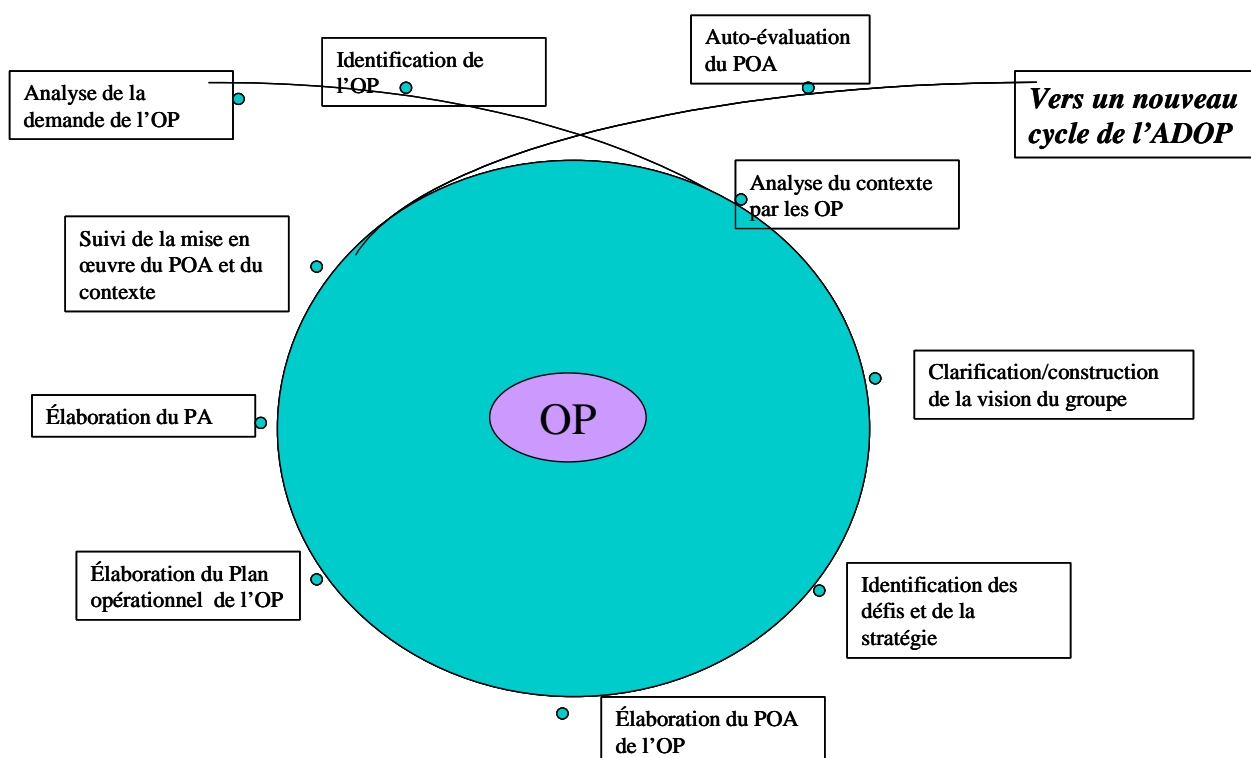 Analyse de la
demande de l’OP
Identification de
l’OP
Auto-évaluation
du POA
Vers un nouveau
cycle de l’ADOP
Analyse du contexte
par les OP
Suivi de la mise en
œuvre du POA et du
contexte
Clarification/construction
de la vision du groupe
Élaboration du PA
OP
Élaboration du Plan
opérationnel de l’OP
Identification des
défis et de la
stratégie
Élaboration du POA
de l’OP